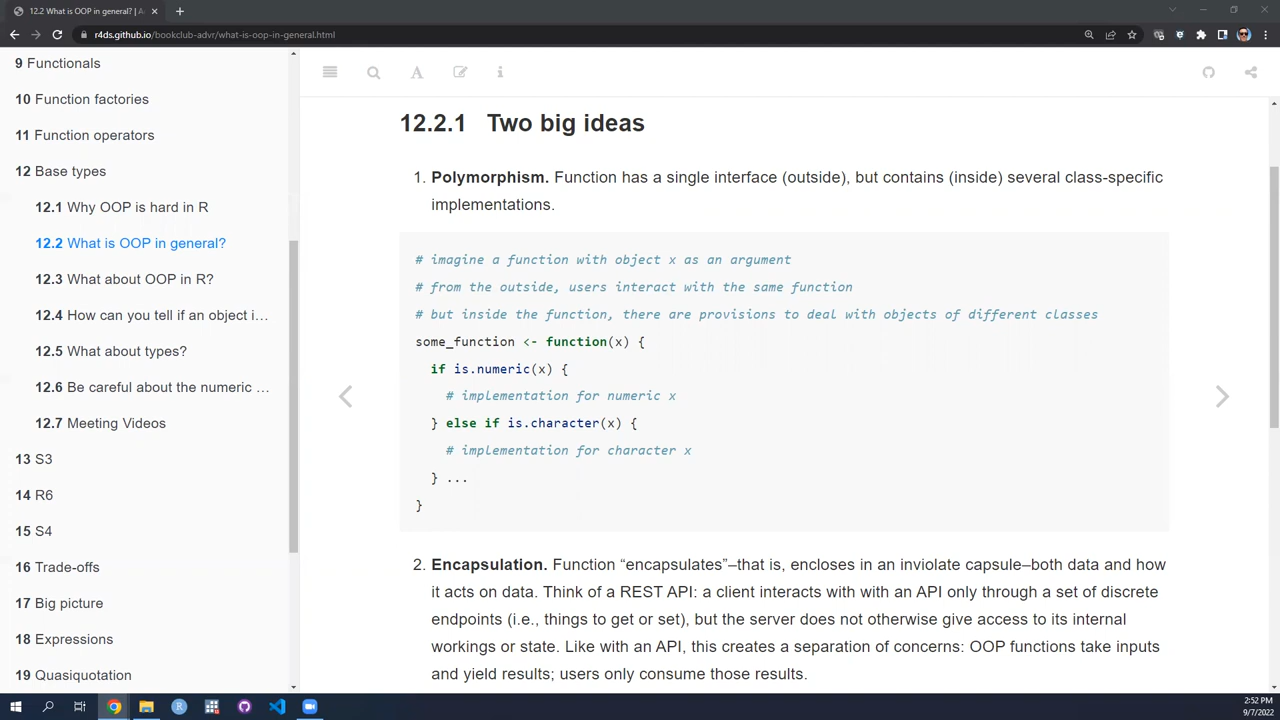 12.2 What is OOP in general? | A
r4ds.github.io/bookclub-advr/what-is-oop-in-general.html
9 Functionals
10 Function factories
11 Function operators
12 Base types
12.1 Why OOP is hard in R
12.2 What is OOP in general?
12.3 What about OOP in R?
12.4 How can you tell if an object i…
12.5 What about types?
12.6 Be careful about the numeric …
12.7 Meeting Videos
13 S3
14 R6
15 S4
16 Trade-offs
17 Big picture
18 Expressions
19 Quasiquotation
12.2.1 Two big ideas
1. Polymorphism. Function has a single interface (outside), but contains (inside) several class-specific
implementations.
# imagine a function with object x as an argument
# from the outside, users interact with the same function
# but inside the function, there are provisions to deal with objects of different classes
some_function <- function(x) {
if is.numeric(x) {
# implementation for numeric x
} else if is.character(x) {
# implementation for character x
} ...
}
2. Encapsulation. Function “encapsulates”–that is, encloses in an inviolate capsule–both data and how
it acts on data. Think of a REST API: a client interacts with with an API only through a set of discrete
endpoints (i.e., things to get or set), but the server does not otherwise give access to its internal
workings or state. Like with an API, this creates a separation of concerns: OOP functions take inputs
and yield results; users only consume those results.
2:52 PM
9/7/2022